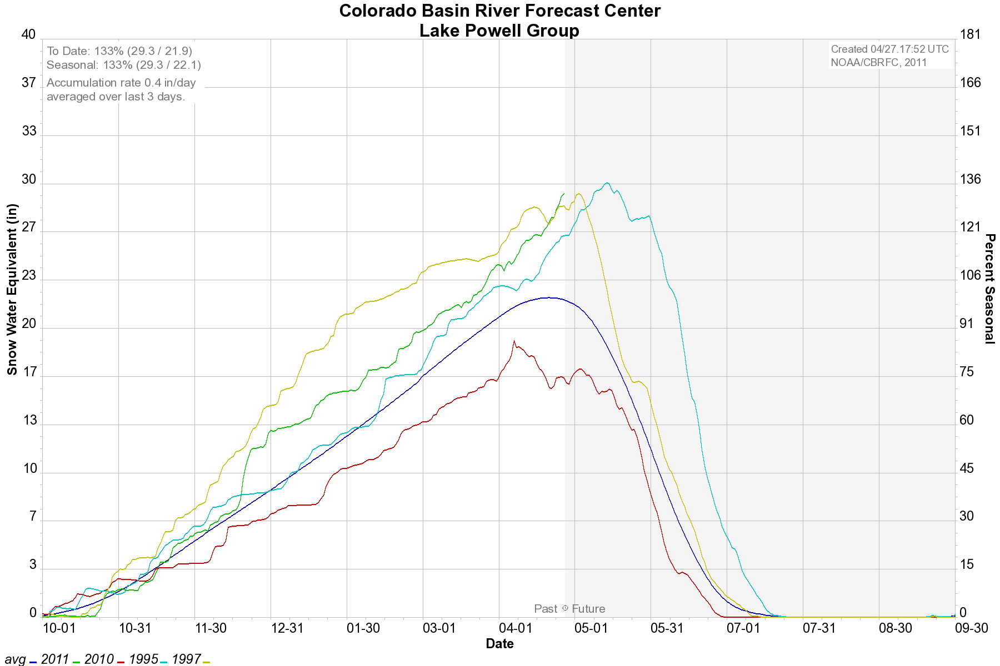 Colorado Basin River Forecast Center
Lake Powell Group
To Date: 133% (29.3 / 21.9)
Seasonal: 133% (29.3 / 22.1)
Accumulation rate 0.4 in/day
averaged over last 3 days.
Created 04/27.17:52 UTC
NOAA/CBRFC, 2011
Snow Water Equivalent (in)
40
37
33
30
27
23
20
17
13
10
7
3
0
Percent Seasonal
181
166
151
136
121
106
91
75
60
45
30
15
0
Past Future
10-01 10-31 11-30 12-31 01-30 03-01 04-01 05-01 05-31 07-01 07-31 08-30 09-30
Date
avg 2011 2010 1995 1997